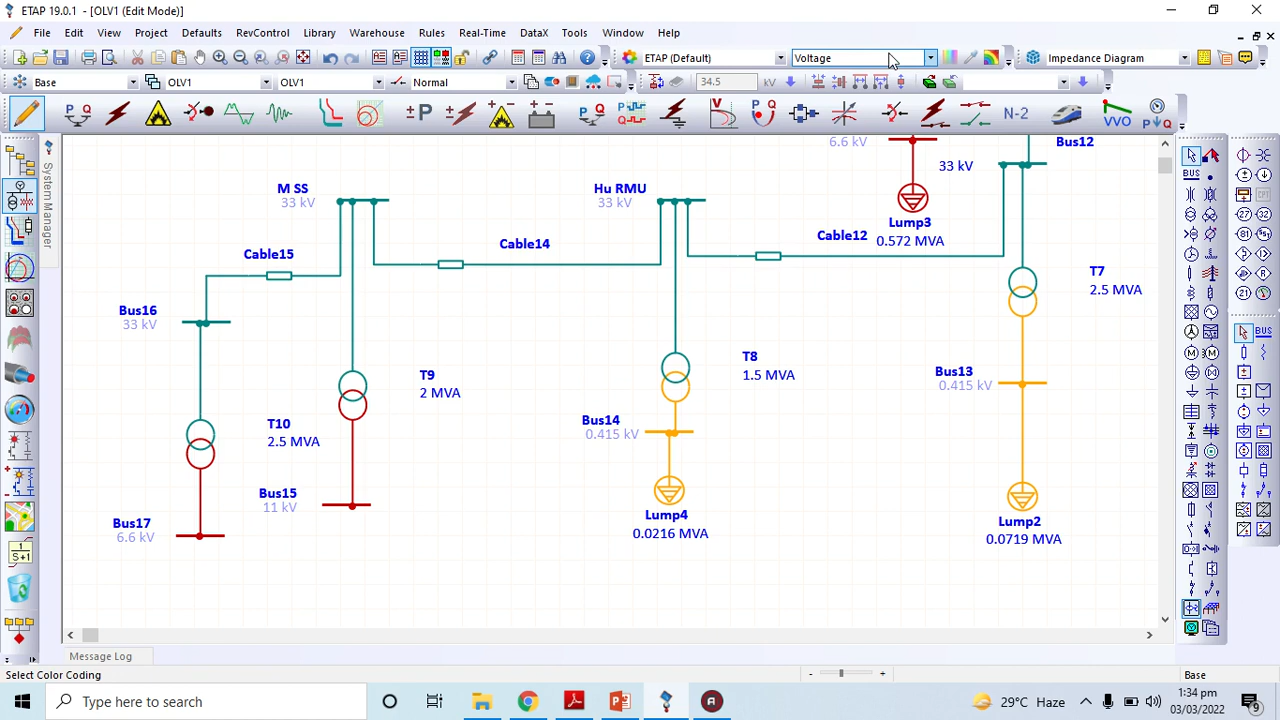 ETAP 19.0.1 - [OLV1 (Edit Mode)]
File Edit View Project Defaults RevControl Library Warehouse Rules Real-Time DataX Tools Window Help
ETAP (Default) Voltage Impedance Diagram
Base OLV1 OLV1 Normal 34.5 kV
P Q ±P P Q P Q V P Q N-2 VVO P Q
System Manager
BUS
BUS
6.6 kV
Bus12
33 kV
M SS
33 kV
Hu RMU
33 kV
Lump3
0.572 MVA
Cable15
Cable14
Cable12
T7
2.5 MVA
Bus16
33 kV
T9
2 MVA
T8
1.5 MVA
Bus13
0.415 kV
T10
2.5 MVA
Bus14
0.415 kV
Bus15
11 kV
Bus17
6.6 kV
Lump4
0.0216 MVA
Lump2
0.0719 MVA
Message Log
Select Color Coding
- +
Base
Type here to search
29°C Haze
1:34 pm
03/03/2022
9